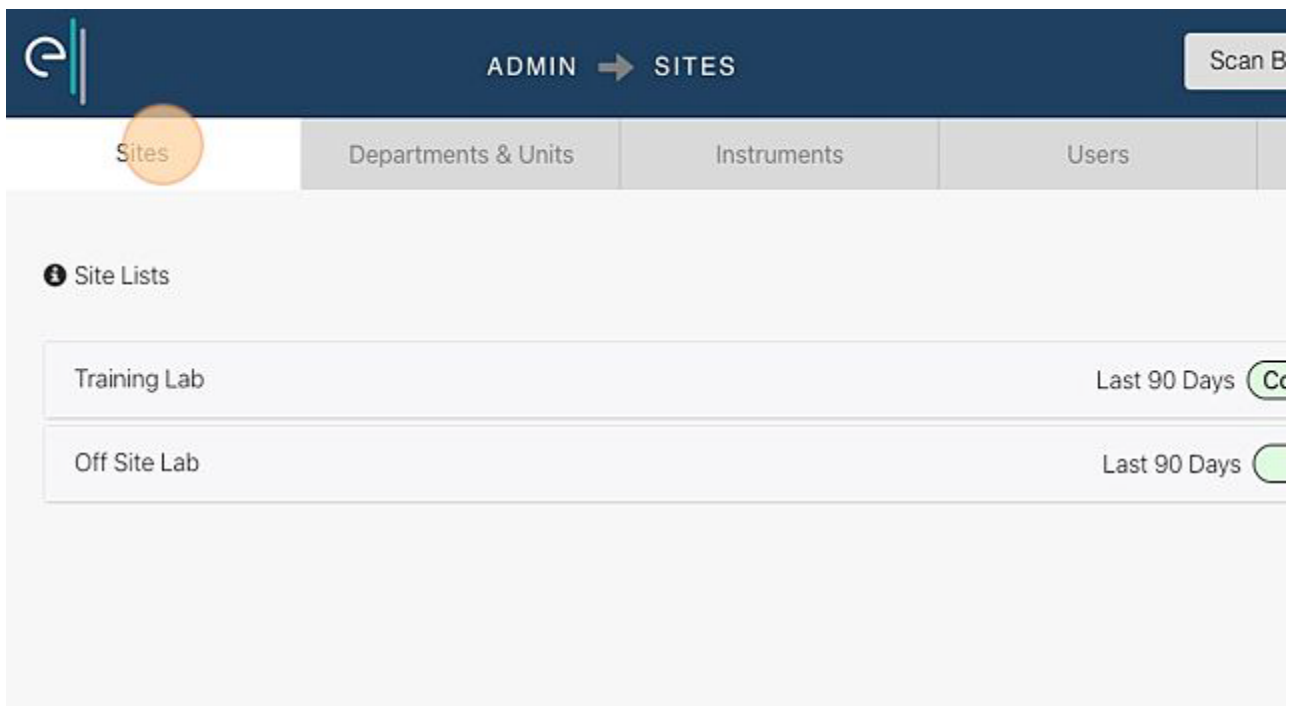 ell
ADMIN SITES
Scan B
Sites Departments & Units Instruments Users
Site Lists
Training Lab Last 90 Days Co
Off Site Lab Last 90 Days